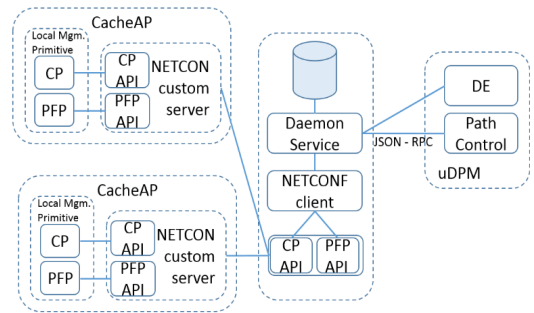 CacheAP
Local Mgm.
Primitive
CP
PFP
CP
API
PFP
API
NETCON
custom
server
CacheAP
Local Mgm.
Primitive
CP
PFP
CP
API
PFP
API
NETCON
custom
server
Daemon
Service
NETCONF
client
CP
API
PFP
API
JSON - RPC
DE
Path
Control
uDPM